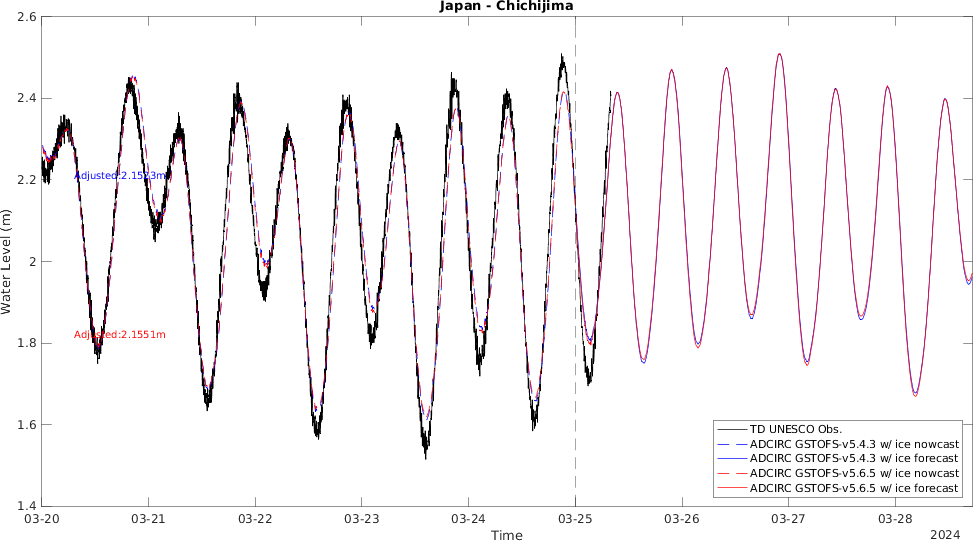 Japan - Chichijima
2.6
2.4
2.2
2
1.8
1.6
1.4
Water Level (m)
Adjusted:2.1523m
Adjusted:2.1551m
TD UNESCO Obs.
ADCIRC GSTOFS-v5.4.3 w/ ice nowcast
ADCIRC GSTOFS-v5.4.3 w/ ice forecast
ADCIRC GSTOFS-v5.6.5 w/ ice nowcast
ADCIRC GSTOFS-v5.6.5 w/ ice forecast
03-20 03-21 03-22 03-23 03-24 03-25 03-26 03-27 03-28
Time
2024